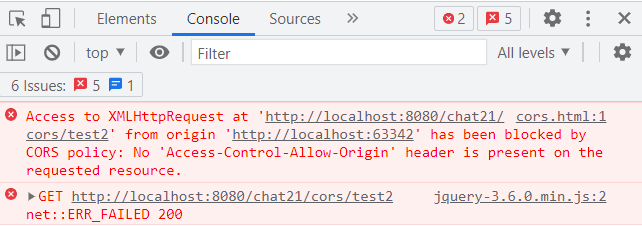 Elements Console Sources » 2 5
top Filter All levels
6 Issues: 5 1
Access to XMLHttpRequest at 'http://localhost:8080/chat21/ cors.html:1
cors/test2' from origin 'http://localhost:63342' has been blocked by
CORS policy: No 'Access-Control-Allow-Origin' header is present on the
requested resource.
GET http://localhost:8080/chat21/cors/test2 jquery-3.6.0.min.js:2
net::ERR_FAILED 200